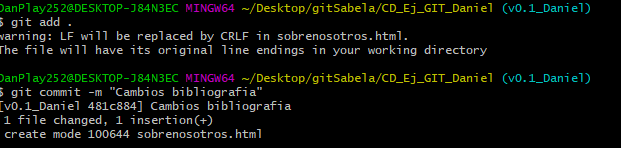 DanPlay252@DESKTOP-J84N3EC MINGW64 ~/Desktop/gitSabela/CD_Ej_GIT_Daniel (v0.1_Daniel)
$ git add .
warning: LF will be replaced by CRLF in sobrenosotros.html.
The file will have its original line endings in your working directory
DanPlay252@DESKTOP-J84N3EC MINGW64 ~/Desktop/gitSabela/CD_Ej_GIT_Daniel (v0.1_Daniel)
$ git commit -m "Cambios bibliografia"
[v0.1_Daniel 481c884] Cambios bibliografia
1 file changed, 1 insertion(+)
create mode 100644 sobrenosotros.html